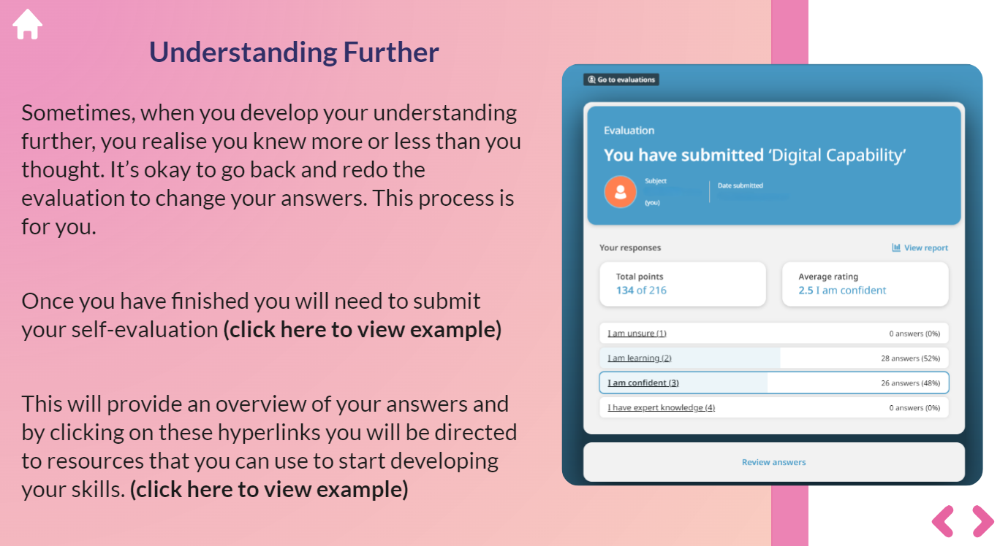 Understanding Further
Sometimes, when you develop your understanding
further, you realise you knew more or less than you
thought. It’s okay to go back and redo the
evaluation to change your answers. This process is
for you.
Once you have finished you will need to submit
your self-evaluation (click here to view example)
This will provide an overview of your answers and
by clicking on these hyperlinks you will be directed
to resources that you can use to start developing
your skills. (click here to view example)
Go to evaluations
Evaluation
You have submitted ‘Digital Capability’
Subject
(you)
Date submitted
Your responses
View report
Total points
134 of 216
Average rating
2.5 I am confident
I am unsure (1) 0 answers (0%)
I am learning (2) 28 answers (52%)
I am confident (3) 26 answers (48%)
I have expert knowledge (4) 0 answers (0%)
Review answers